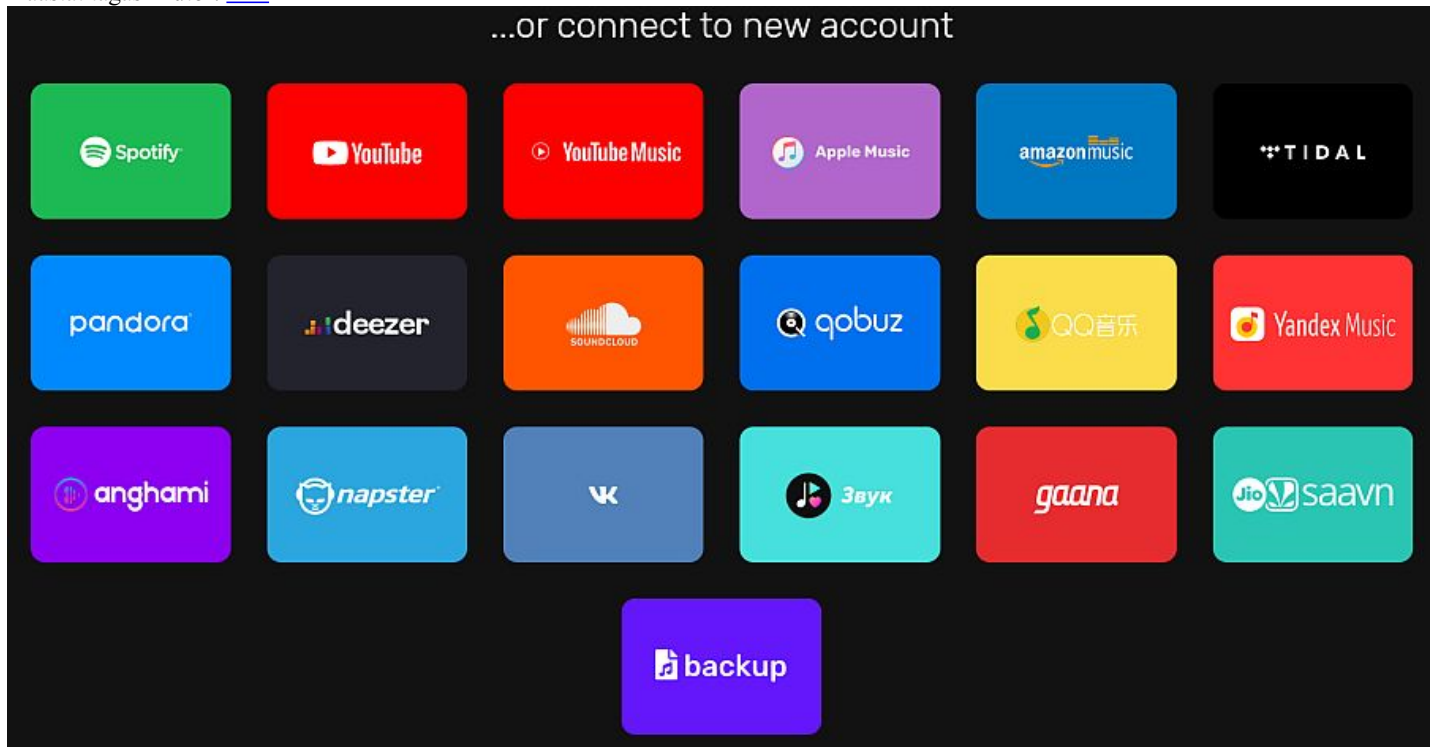 ...or connect to new account
Spotify
YouTube
YouTube Music
Apple Music
amazon music
TIDAL
pandora
deezer
SOUNDCLOUD
qobuz
QQ音乐
Yandex Music
anghami
napster
VK
Звук
gaana
Jio saavn
backup